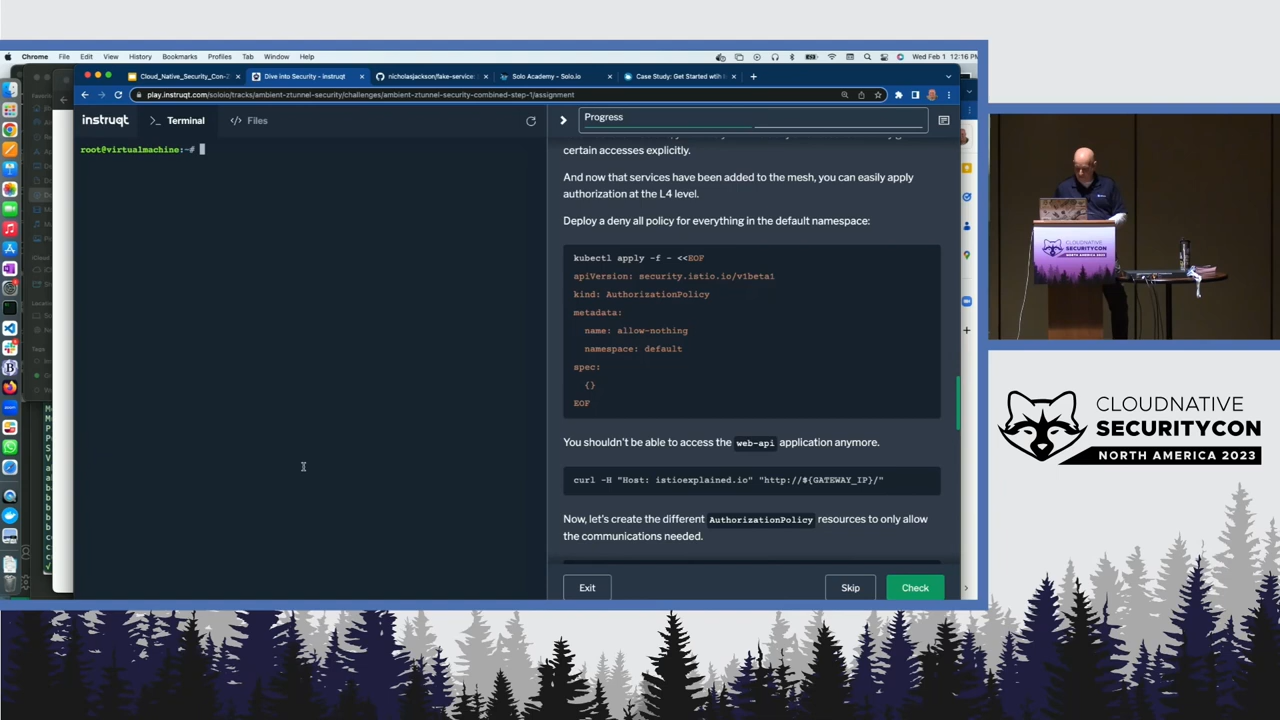 Chrome File Edit View History Bookmarks Profiles Tab Window Help
Wed Feb 1 12:16 PM
Cloud_Native_Security_Con-Z
Dive into Security - Instruqt
nicholasjackson/fake-service:
Solo Academy - Solo.io
Case Study: Get Started with
play.instruqt.com/soloio/tracks/ambient-ztunnel-security/challenges/ambient-ztunnel-security-combined-step-1/assignment
instruqt
>_ Terminal
</> Files
Progress
root@virtualmachine:~#
certain accesses explicitly.
And now that services have been added to the mesh, you can easily apply
authorization at the L4 level.
Deploy a deny all policy for everything in the default namespace:
kubectl apply -f - <<EOF
apiVersion: security.istio.io/v1beta1
kind: AuthorizationPolicy
metadata:
name: allow-nothing
namespace: default
spec:
{}
EOF
You shouldn't be able to access the web-api application anymore.
curl -H "Host: istioexplained.io" "http://${GATEWAY_IP}/"
Now, let's create the different AuthorizationPolicy resources to only allow
the communications needed.
Exit
Skip
Check
CLOUDNATIVE
SECURITYCON
NORTH AMERICA 2023
CLOUDNATIVE
SECURITYCON
NORTH AMERICA 2023